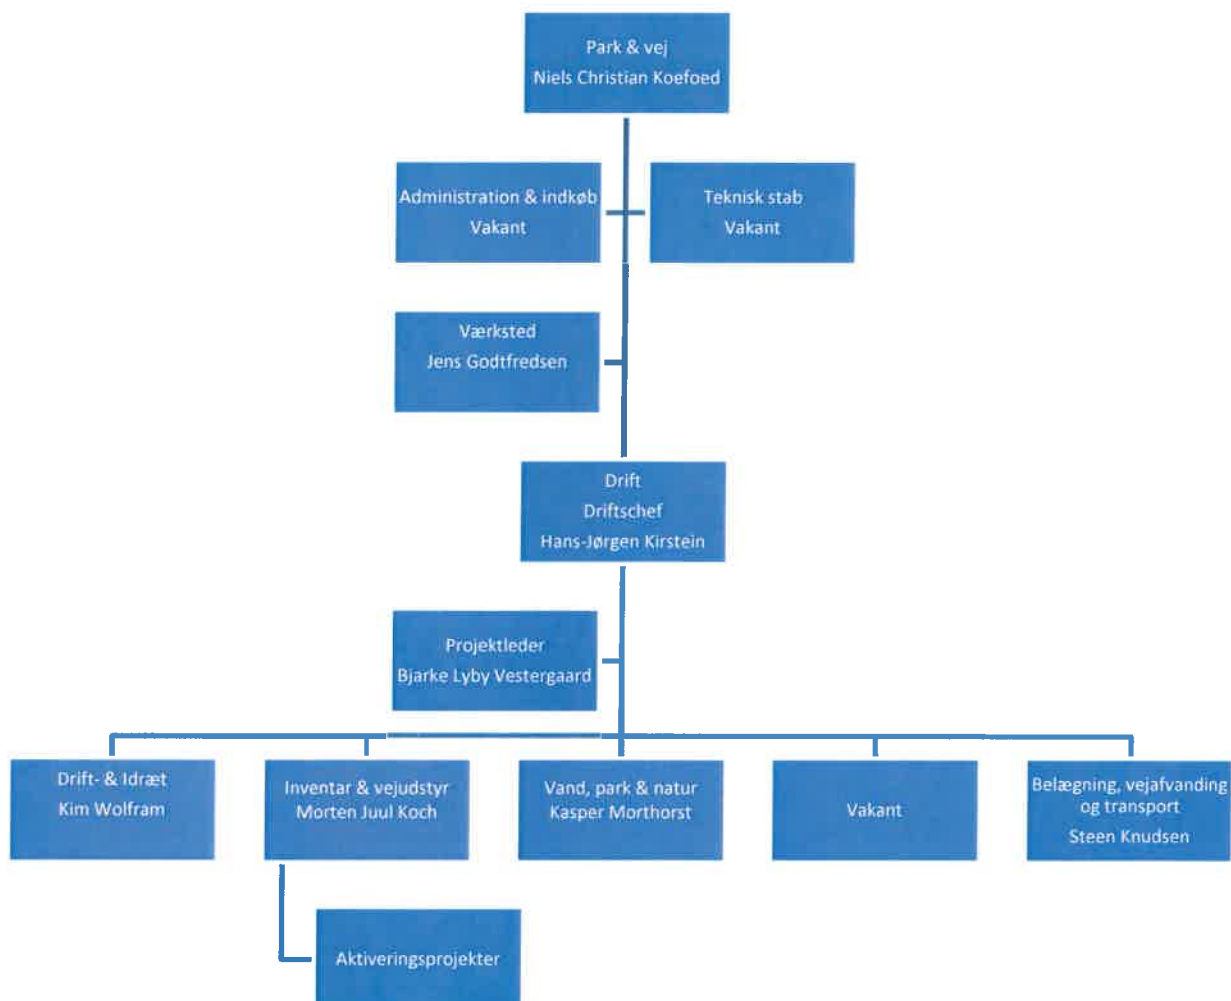 Park & vej
Niels Christian Koefoed
Administration & indkøb
Vakant
Teknisk stab
Vakant
Værksted
Jens Godtfredsen
Drift
Driftschef
Hans-Jørgen Kirstein
Projektleder
Bjarke Lyby Vestergaard
Drift- & Idræt
Kim Wolfram
Inventar & vejudstyr
Morten Juul Koch
Vand, park & natur
Kasper Morthorst
Vakant
Belægning, vejafvanding
og transport
Steen Knudsen
Aktiveringsprojekter